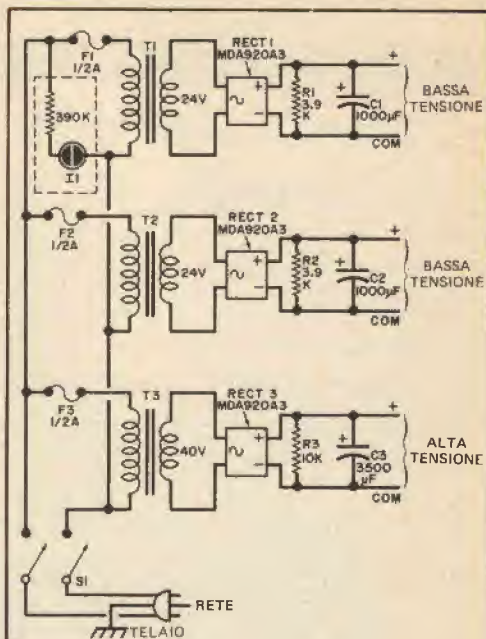 F1
1/2A
T1
RECT 1
MDA920A3
390K
I1
24V
+
-
R1
3.9
K
+
C1
1000µF
+
COM
BASSA
TENSIONE
F2
1/2A
T2
RECT 2
MDA920A3
24V
+
-
R2
3.9
K
+
C2
1000µF
+
COM
BASSA
TENSIONE
F3
1/2A
T3
RECT 3
MDA920A3
40V
+
-
R3
10K
+
C3
3500
µF
+
COM
ALTA
TENSIONE
S1
RETE
TELAIO